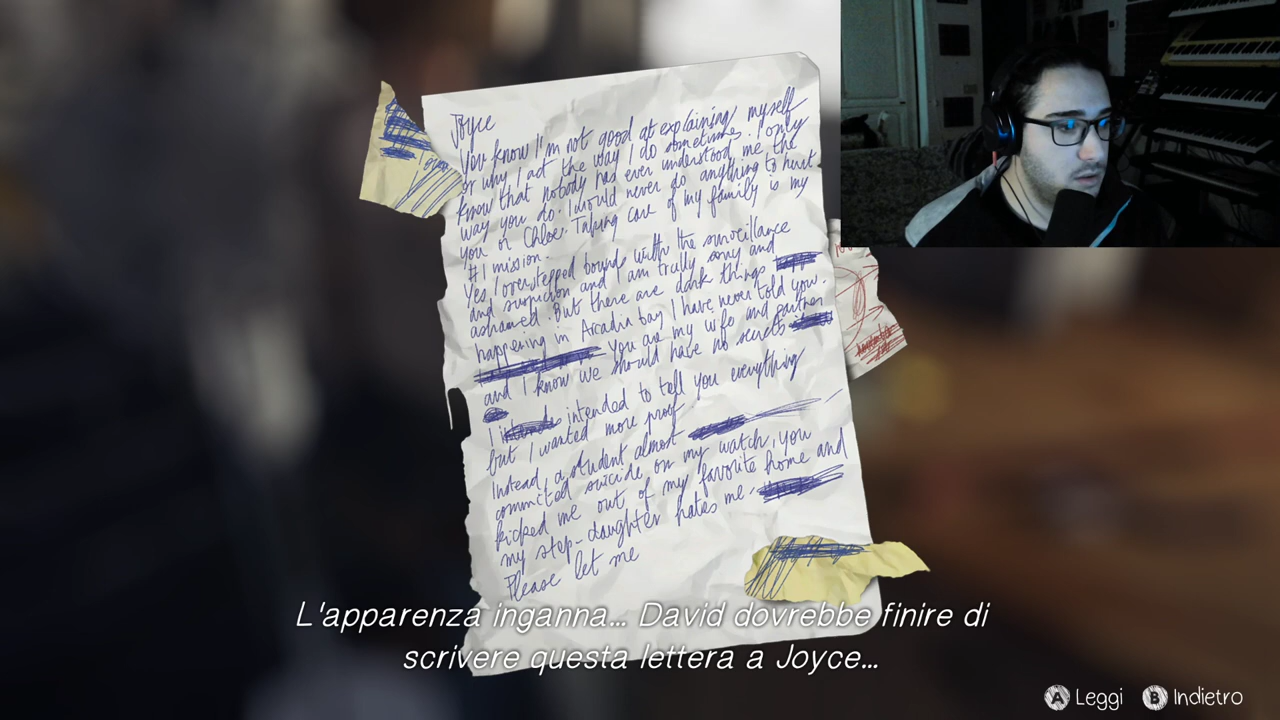 Joyce
You know I'm not good at explaining myself
or why I act the way I do sometime. I only
know that nobody has ever understood me the
way you do. I would never do anything to hurt
you or Chloe. Taking care of my family is my
#1 mission.
Yes I overstepped bounds with the surveillance
and suspicion and I am trully sorry and
ashamed. But there are dark things
happening in Arcadia bay I have never told you.
You are my wife and partner
and I know we should have no secrets
I intended to tell you everything
but I wanted more proof
Instead, a student almost
committed suicide on my watch, you
kicked me out of my favorite home and
my step-daughter hates me.
Please let me
L'apparenza inganna... David dovrebbe finire di
scrivere questa lettera a Joyce...
A Leggi B Indietro